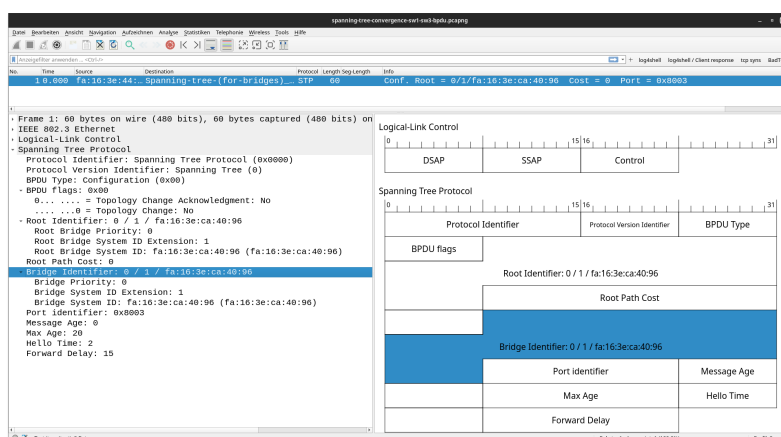 spanning-tree-convergence-sw1-sw3-bpdu.pcapng
Datei Bearbeiten Ansicht Navigation Aufzeichnen Analyse Statistiken Telephonie Wireless Tools Hilfe
Anzeigefilter anwenden ... <Ctrl-/>
+ log4shell log4shell / Client response tcp syns BadT
No. Time Source Destination Protocol Length Seg-Length Info
1 0.000 fa:16:3e:44:… Spanning-tree-(for-bridges)_… STP 60 Conf. Root = 0/1/fa:16:3e:ca:40:96 Cost = 0 Port = 0x8003
Frame 1: 60 bytes on wire (480 bits), 60 bytes captured (480 bits) on
IEEE 802.3 Ethernet
Logical-Link Control
Spanning Tree Protocol
Protocol Identifier: Spanning Tree Protocol (0x0000)
Protocol Version Identifier: Spanning Tree (0)
BPDU Type: Configuration (0x00)
BPDU flags: 0x00
0... .... = Topology Change Acknowledgment: No
.... ...0 = Topology Change: No
Root Identifier: 0 / 1 / fa:16:3e:ca:40:96
Root Bridge Priority: 0
Root Bridge System ID Extension: 1
Root Bridge System ID: fa:16:3e:ca:40:96 (fa:16:3e:ca:40:96)
Root Path Cost: 0
Bridge Identifier: 0 / 1 / fa:16:3e:ca:40:96
Bridge Priority: 0
Bridge System ID Extension: 1
Bridge System ID: fa:16:3e:ca:40:96 (fa:16:3e:ca:40:96)
Port identifier: 0x8003
Message Age: 0
Max Age: 20
Hello Time: 2
Forward Delay: 15
Logical-Link Control
0 15 16 31
DSAP SSAP Control
Spanning Tree Protocol
0 15 16 31
Protocol Identifier Protocol Version Identifier BPDU Type
BPDU flags
Root Identifier: 0 / 1 / fa:16:3e:ca:40:96
Root Path Cost
Bridge Identifier: 0 / 1 / fa:16:3e:ca:40:96
Port identifier Message Age
Max Age Hello Time
Forward Delay